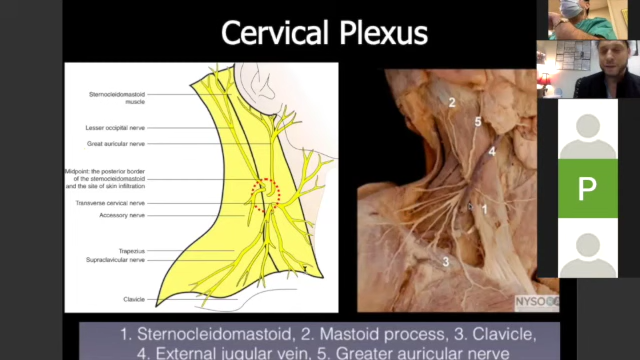 Cervical Plexus
Sternocleidomastoid
muscle
Lesser occipital nerve
Great auricular nerve
Midpoint: the posterior border
of the sternocleidomastoid
and the site of skin infiltration
Transverse cervical nerve
Accessory nerve
Trapezius
Supraclavicular nerve
Clavicle
2
5
4
1
3
P
1. Sternocleidomastoid, 2. Mastoid process, 3. Clavicle,
4. External jugular vein, 5. Greater auricular nerve